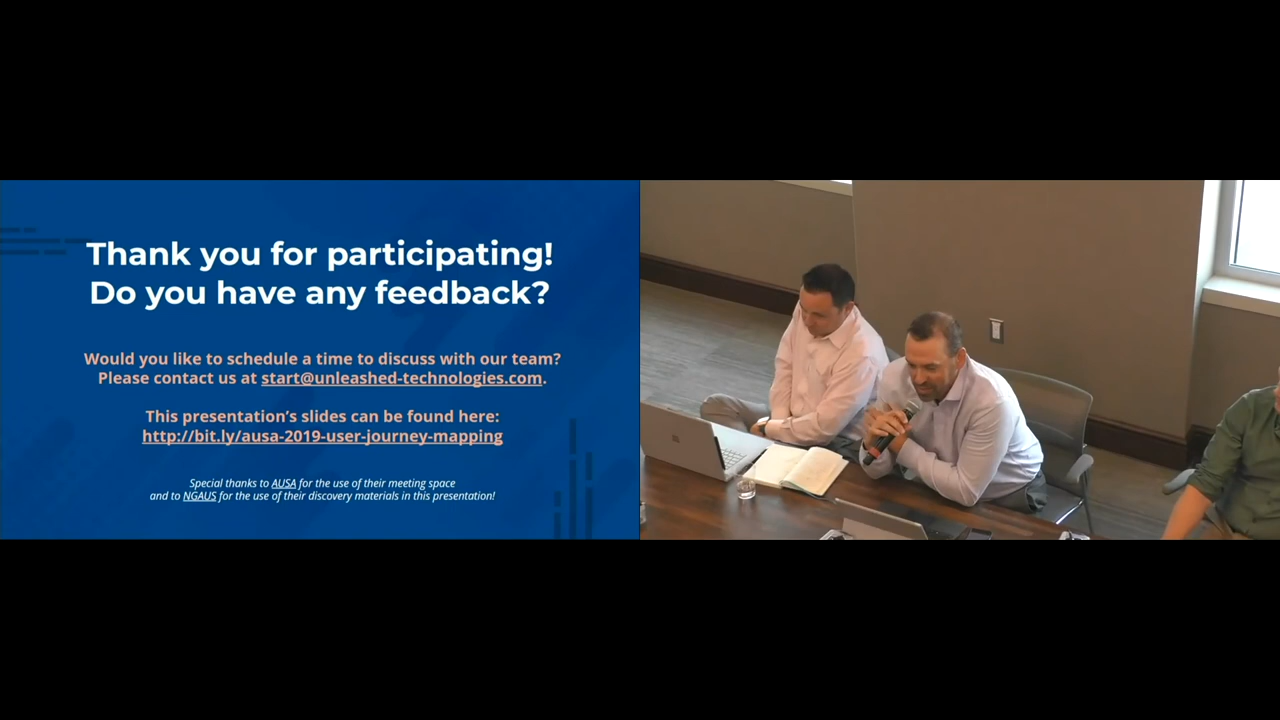 Thank you for participating!
Do you have any feedback?
Would you like to schedule a time to discuss with our team?
Please contact us at start@unleashed-technologies.com.
This presentation’s slides can be found here:
http://bit.ly/ausa-2019-user-journey-mapping
Special thanks to AUSA for the use of their meeting space
and to NGAUS for the use of their discovery materials in this presentation!